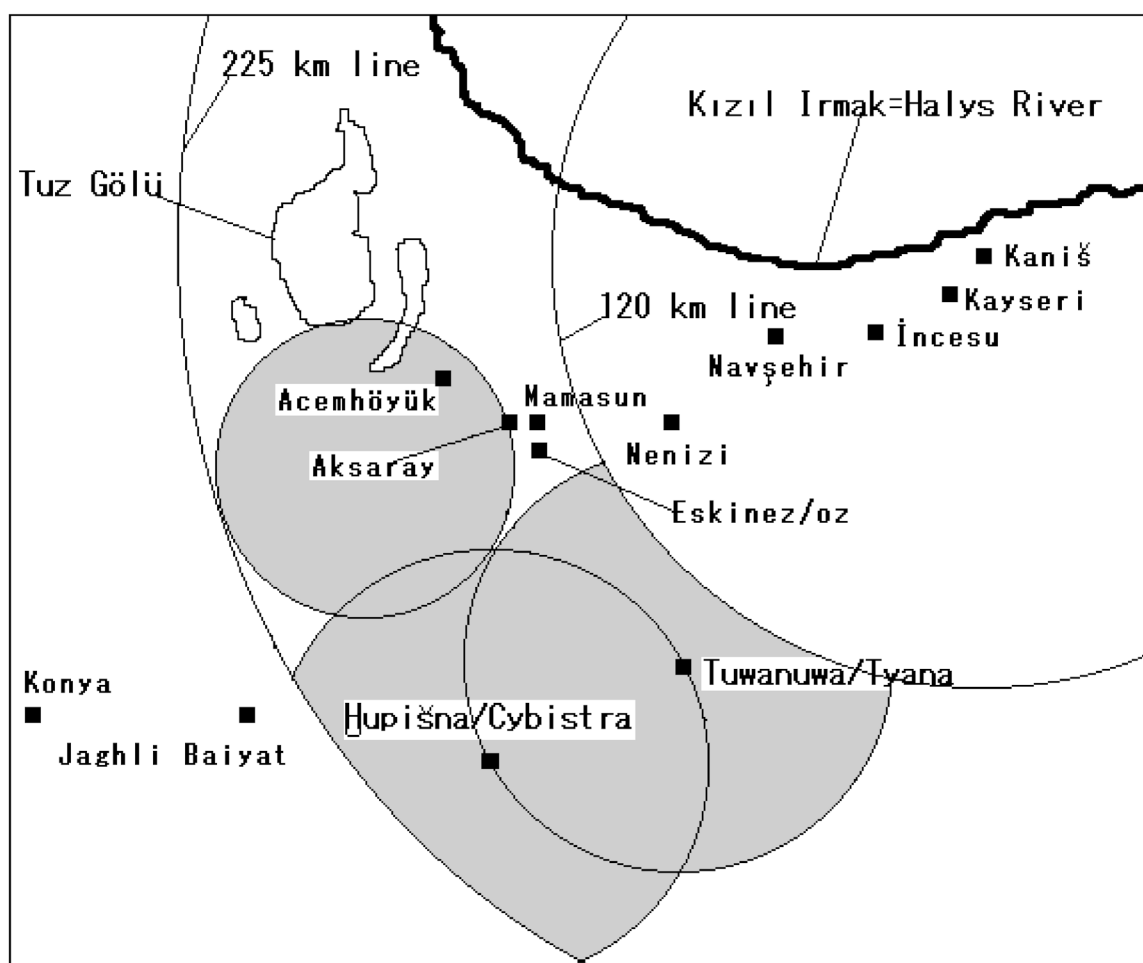 225 km line
Kızıl Irmak=Halys River
Tuz Gölü
Kaniš
Kayseri
120 km line
İncesu
Navşehir
Acemhöyük
Mamasun
Aksaray
Nenizi
Eskinez/oz
Tuwanuwa/Tyana
Konya
Ḫupišna/Cybistra
Jaghli Baiyat